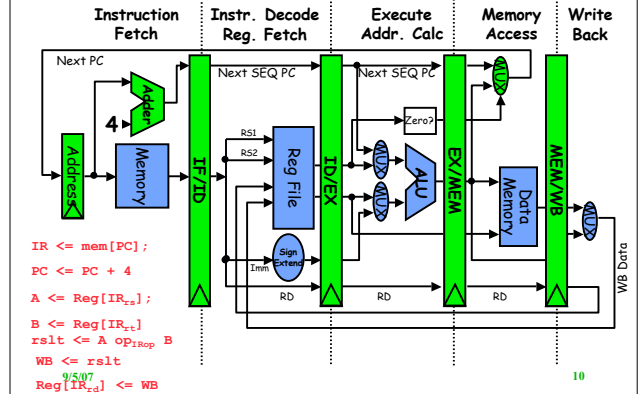 Instruction Fetch
Instr. Decode Reg. Fetch
Execute Addr. Calc
Memory Access
Write Back
Next PC
Next SEQ PC
Next SEQ PC
MUX
Adder
4
Zero?
RS1
RS2
Address
Memory
IF/ID
Reg File
ID/EX
MUX
MUX
ALU
EX/MEM
Data Memory
MEM/WB
MUX
Sign Extend
Imm
RD
RD
RD
WB Data
IR <= mem[PC];
PC <= PC + 4
A <= Reg[IRrs];
B <= Reg[IRrt]
rslt <= A opIRop B
WB <= rslt
Reg[IRrd] <= WB
9/5/07
10